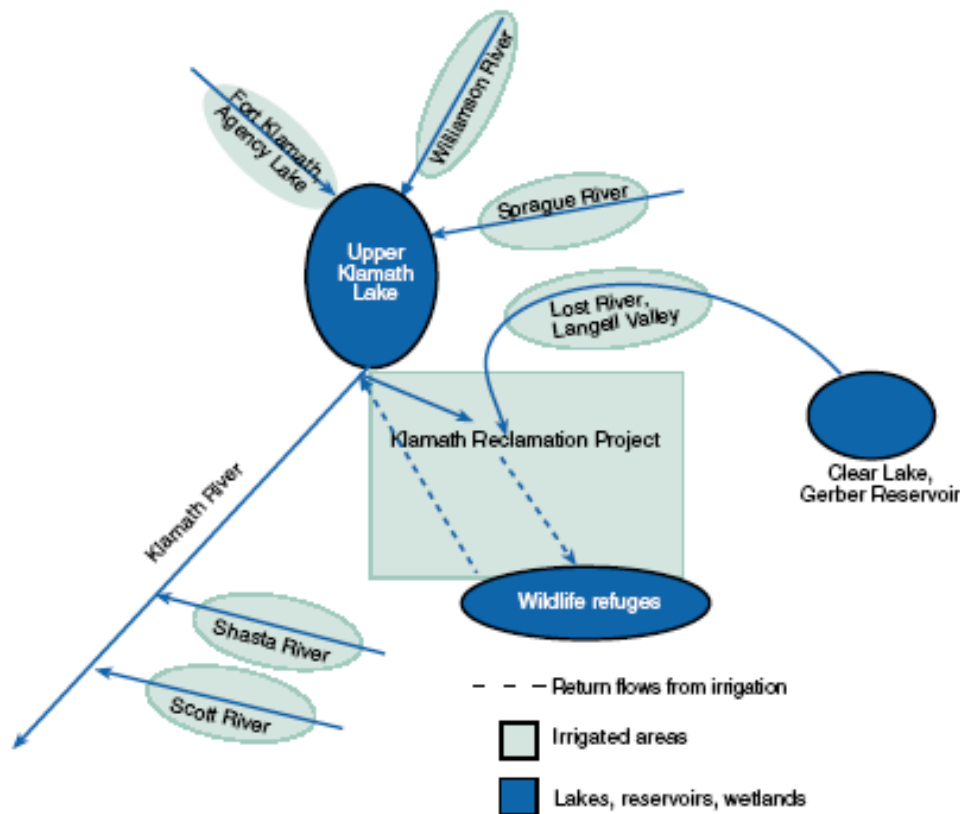 Fort Klamath,
Agency Lake
Williamson River
Sprague River
Upper
Klamath
Lake
Lost River,
Langell Valley
Klamath Reclamation Project
Clear Lake,
Gerber Reservoir
Klamath River
Wildlife refuges
Shasta River
Scott River
Return flows from irrigation
Irrigated areas
Lakes, reservoirs, wetlands